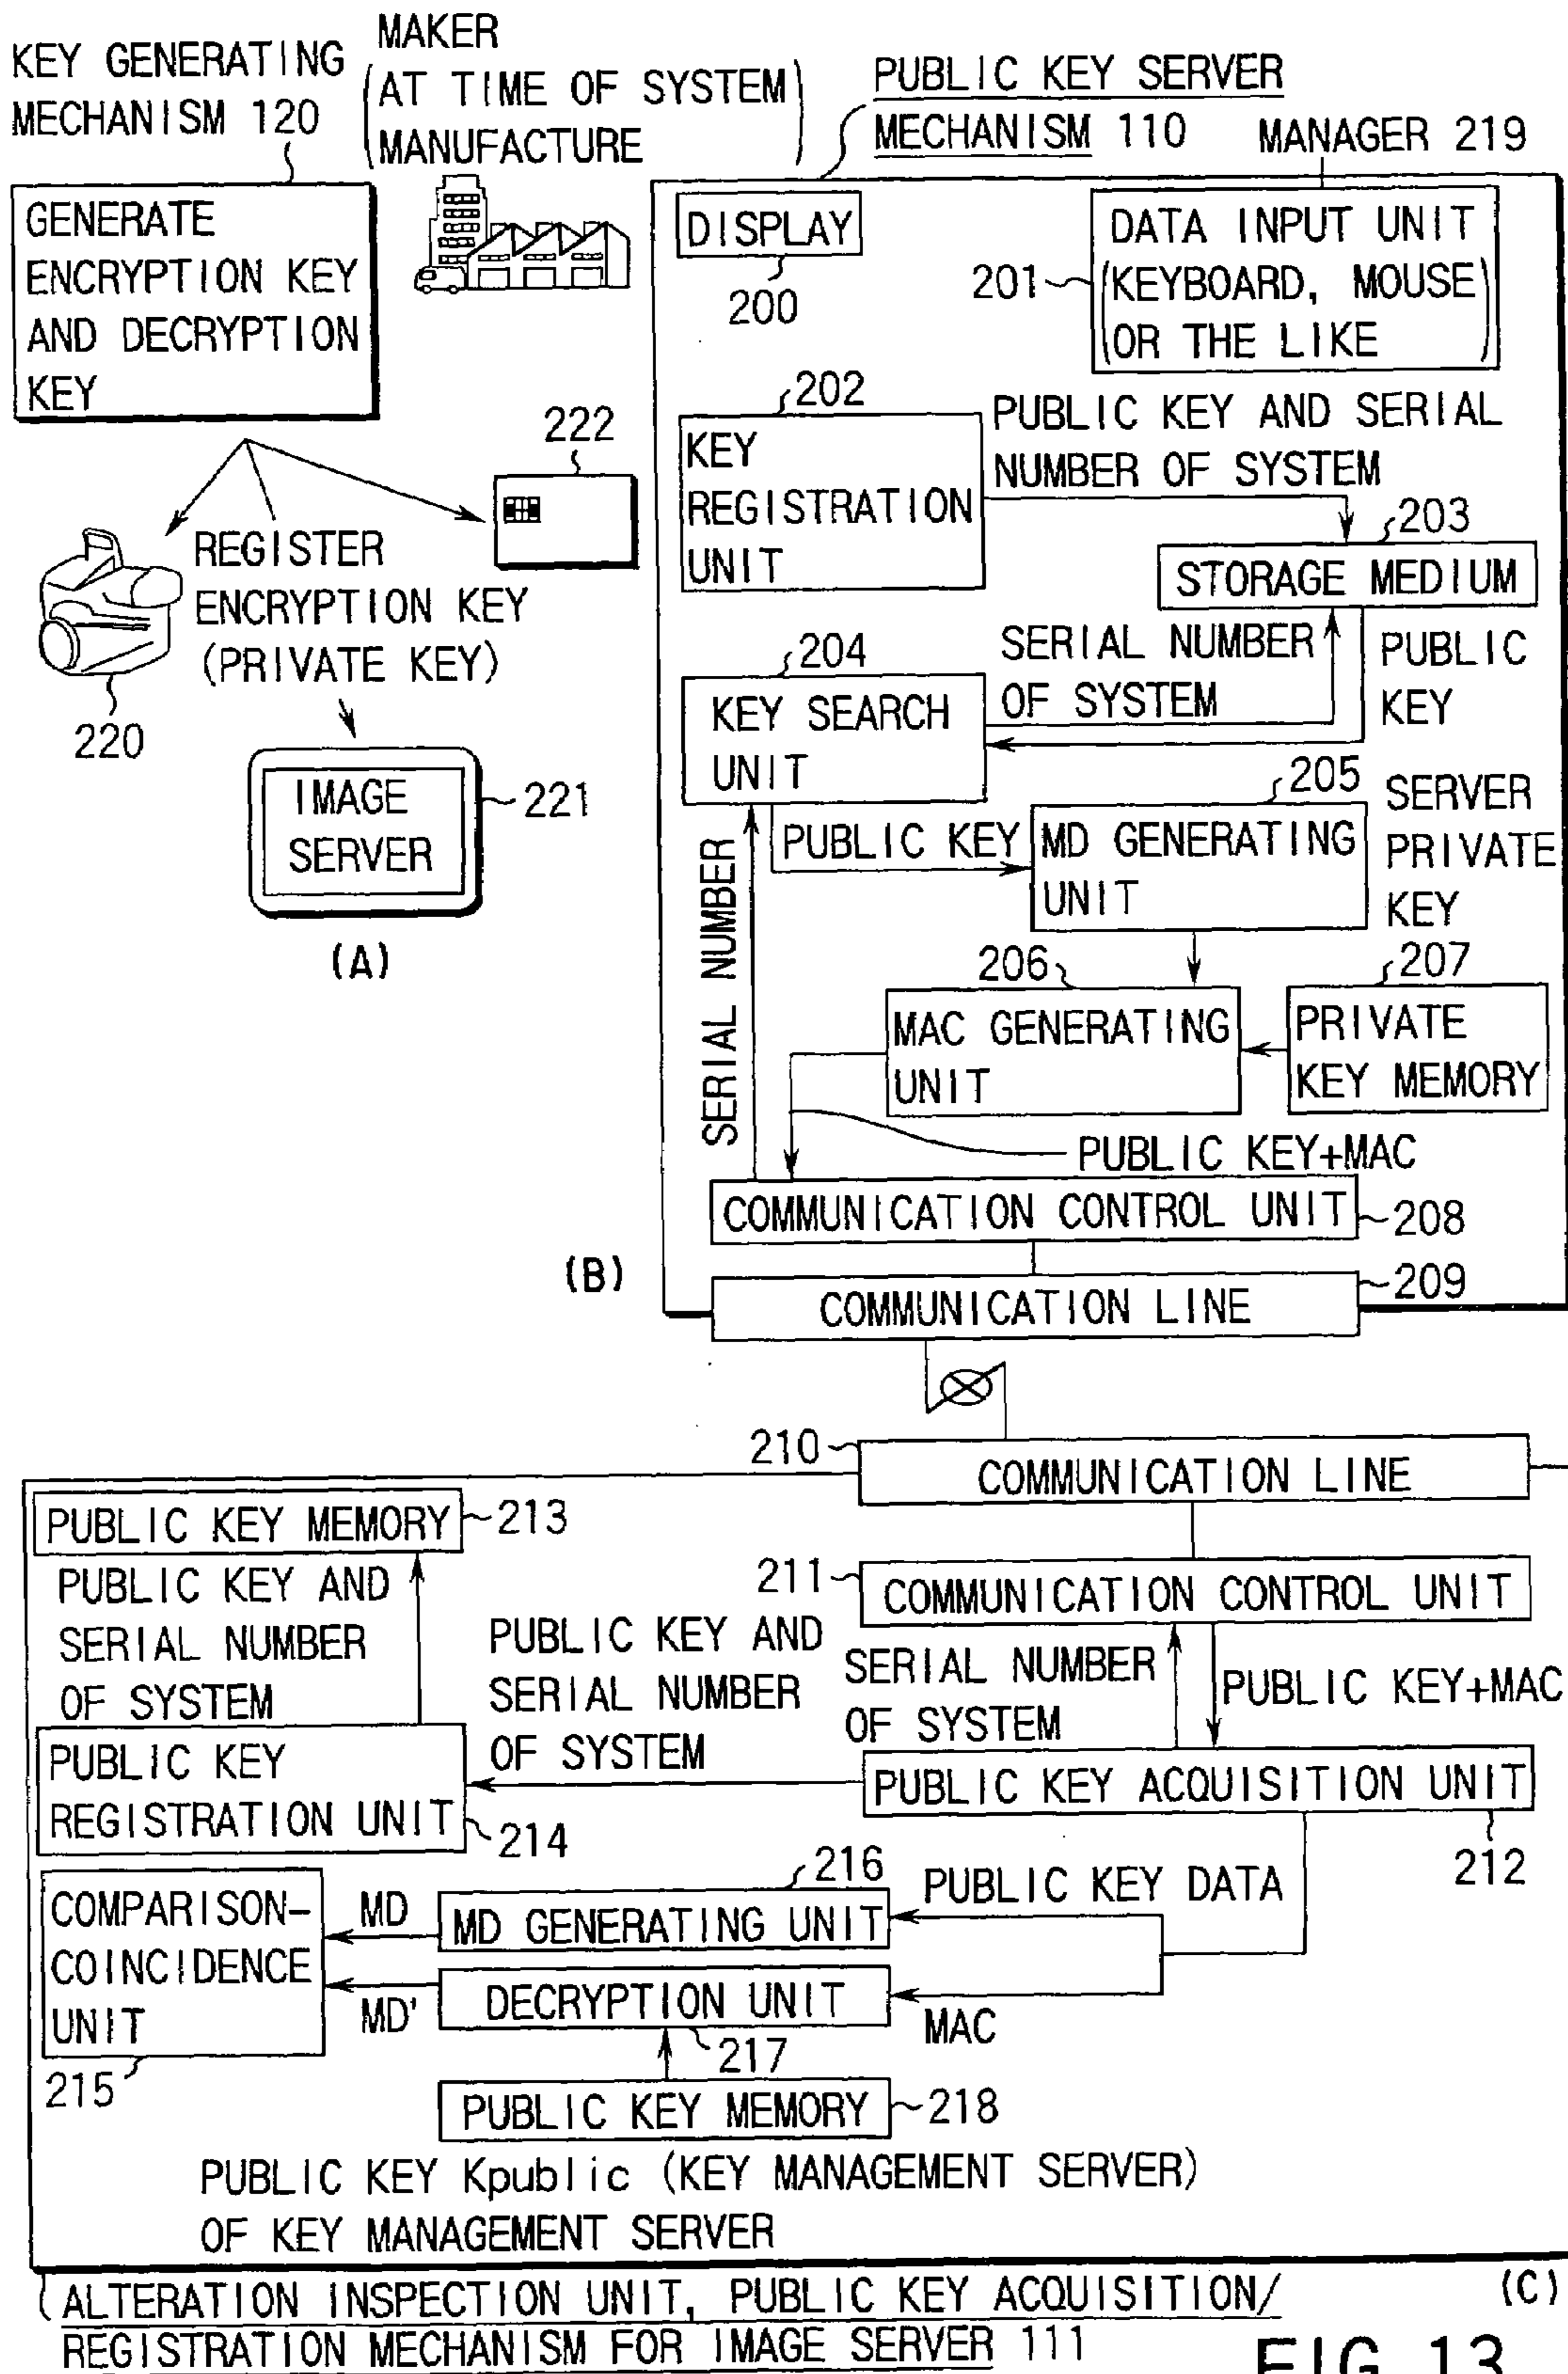 KEY GENERATING
MECHANISM 120
MAKER
(AT TIME OF SYSTEM
MANUFACTURE)
PUBLIC KEY SERVER
MECHANISM 110
MANAGER 219
GENERATE
ENCRYPTION KEY
AND DECRYPTION
KEY
DISPLAY
200
DATA INPUT UNIT
(KEYBOARD, MOUSE
OR THE LIKE)
201
202
KEY
REGISTRATION
UNIT
PUBLIC KEY AND SERIAL
NUMBER OF SYSTEM
222
REGISTER
ENCRYPTION KEY
(PRIVATE KEY)
220
IMAGE
SERVER
221
(A)
203
STORAGE MEDIUM
SERIAL NUMBER
OF SYSTEM
PUBLIC
KEY
204
KEY SEARCH
UNIT
205
PUBLIC KEY
MD GENERATING
UNIT
SERVER
PRIVATE
KEY
SERIAL NUMBER
206
207
MAC GENERATING
UNIT
PRIVATE
KEY MEMORY
PUBLIC KEY+MAC
COMMUNICATION CONTROL UNIT
208
(B)
209
COMMUNICATION LINE
210
COMMUNICATION LINE
PUBLIC KEY MEMORY
213
211
COMMUNICATION CONTROL UNIT
PUBLIC KEY AND
SERIAL NUMBER
OF SYSTEM
PUBLIC KEY AND
SERIAL NUMBER
OF SYSTEM
SERIAL NUMBER
OF SYSTEM
PUBLIC KEY+MAC
PUBLIC KEY
REGISTRATION UNIT
214
PUBLIC KEY ACQUISITION UNIT
212
COMPARISON-
COINCIDENCE
UNIT
215
MD
MD'
216
MD GENERATING UNIT
PUBLIC KEY DATA
DECRYPTION UNIT
MAC
217
PUBLIC KEY MEMORY
218
PUBLIC KEY Kpublic (KEY MANAGEMENT SERVER)
OF KEY MANAGEMENT SERVER
ALTERATION INSPECTION UNIT, PUBLIC KEY ACQUISITION/
REGISTRATION MECHANISM FOR IMAGE SERVER 111
(C)
FIG. 13